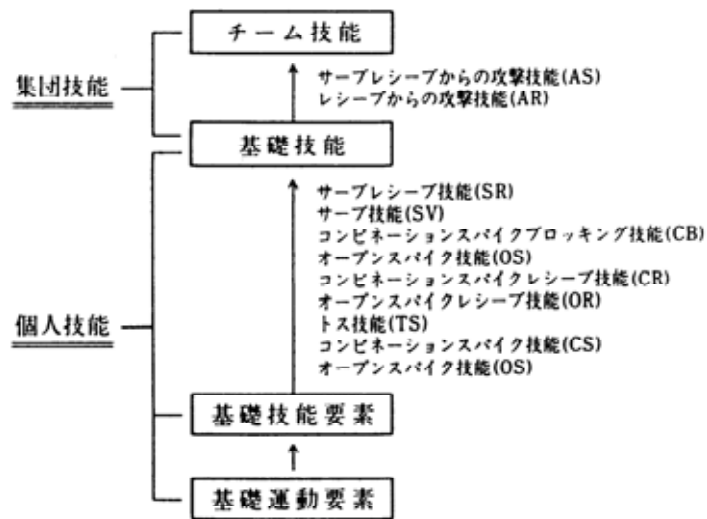 チーム技能
集団技能
サーブレシーブからの攻撃技能(AS)
レシーブからの攻撃技能(AR)
基礎技能
サーブレシーブ技能(SR)
サーブ技能(SV)
コンビネーションスパイクブロッキング技能(CB)
オープンスパイク技能(OS)
コンビネーションスパイクレシーブ技能(CR)
オープンスパイクレシーブ技能(OR)
個人技能
トス技能(TS)
コンビネーションスパイク技能(CS)
オープンスパイク技能(OS)
基礎技能要素
基礎運動要素